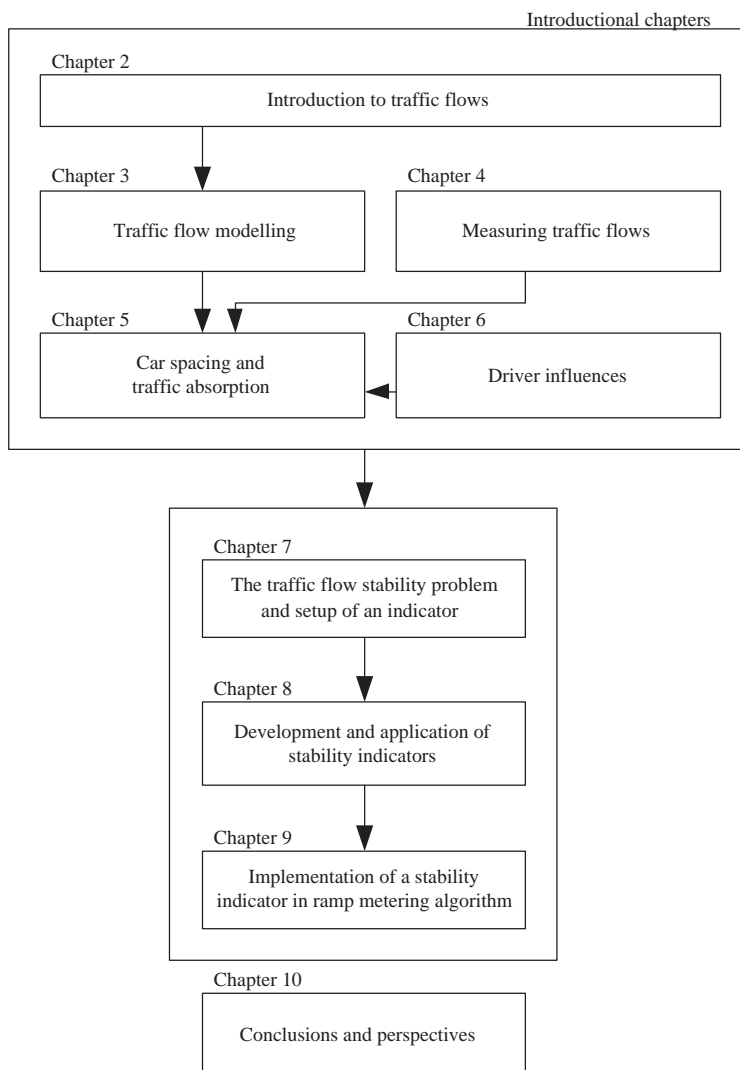 Introductional chapters
Chapter 2
Introduction to traffic flows
Chapter 3
Chapter 4
Traffic flow modelling
Measuring traffic flows
Chapter 5
Chapter 6
Car spacing and
traffic absorption
Driver influences
Chapter 7
The traffic flow stability problem
and setup of an indicator
Chapter 8
Development and application of
stability indicators
Chapter 9
Implementation of a stability
indicator in ramp metering algorithm
Chapter 10
Conclusions and perspectives